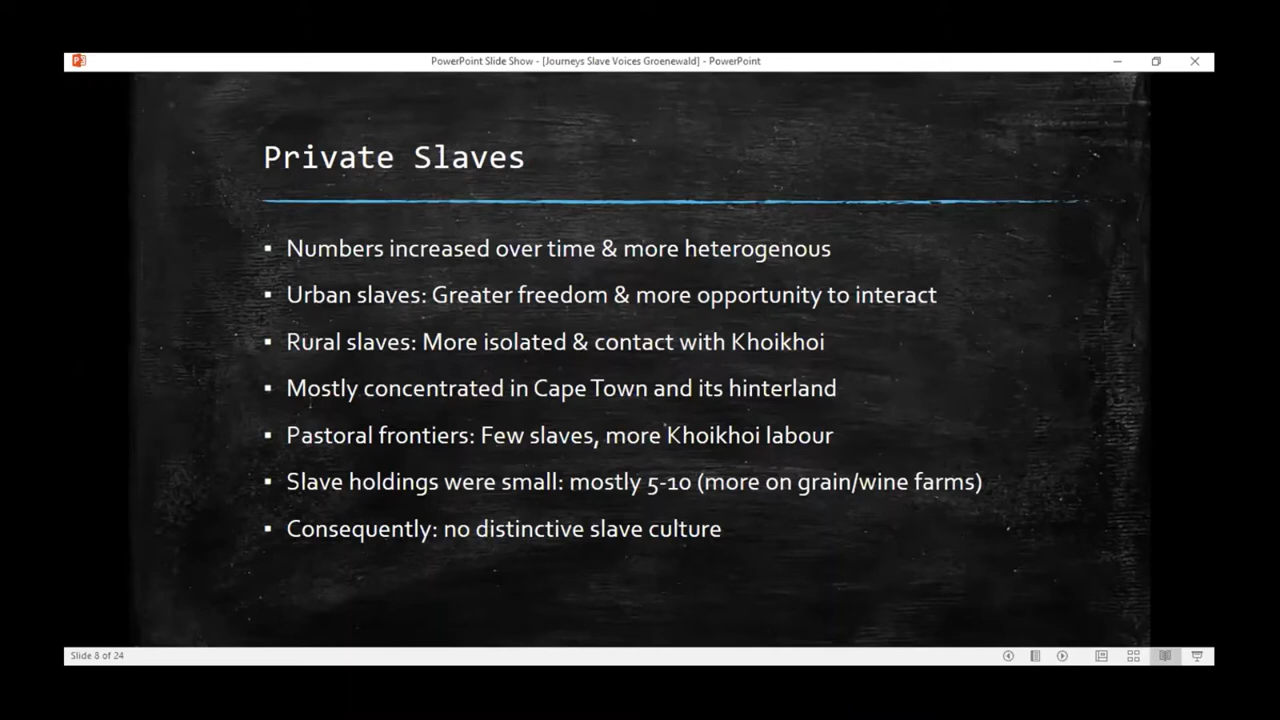 PowerPoint Slide Show - [Journeys Slave Voices Groenewald] - PowerPoint
Private Slaves
▪ Numbers increased over time & more heterogenous
▪ Urban slaves: Greater freedom & more opportunity to interact
▪ Rural slaves: More isolated & contact with Khoikhoi
▪ Mostly concentrated in Cape Town and its hinterland
▪ Pastoral frontiers: Few slaves, more Khoikhoi labour
▪ Slave holdings were small: mostly 5-10 (more on grain/wine farms)
▪ Consequently: no distinctive slave culture
Slide 8 of 24